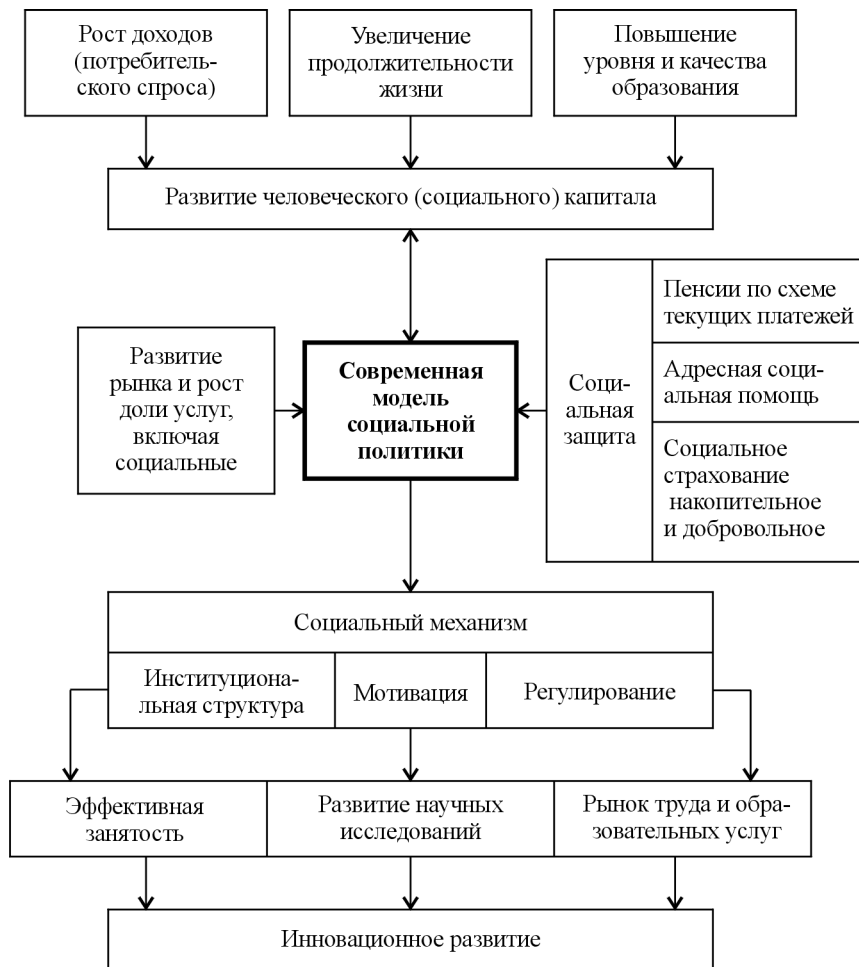 Рост доходов
(потребитель-
ского спроса)
Увеличение
продолжительности
жизни
Повышение
уровня и качества
образования
Развитие человеческого (социального) капитала
Развитие
рынка и рост
доли услуг,
включая
социальные
Современная
модель
социальной
политики
Соци-
альная
защита
Пенсии по схеме
текущих платежей
Адресная соци-
альная помощь
Социальное
страхование
накопительное
и добровольное
Социальный механизм
Институциона-
льная структура
Мотивация
Регулирование
Эффективная
занятость
Развитие научных
исследований
Рынок труда и обра-
зовательных услуг
Инновационное развитие